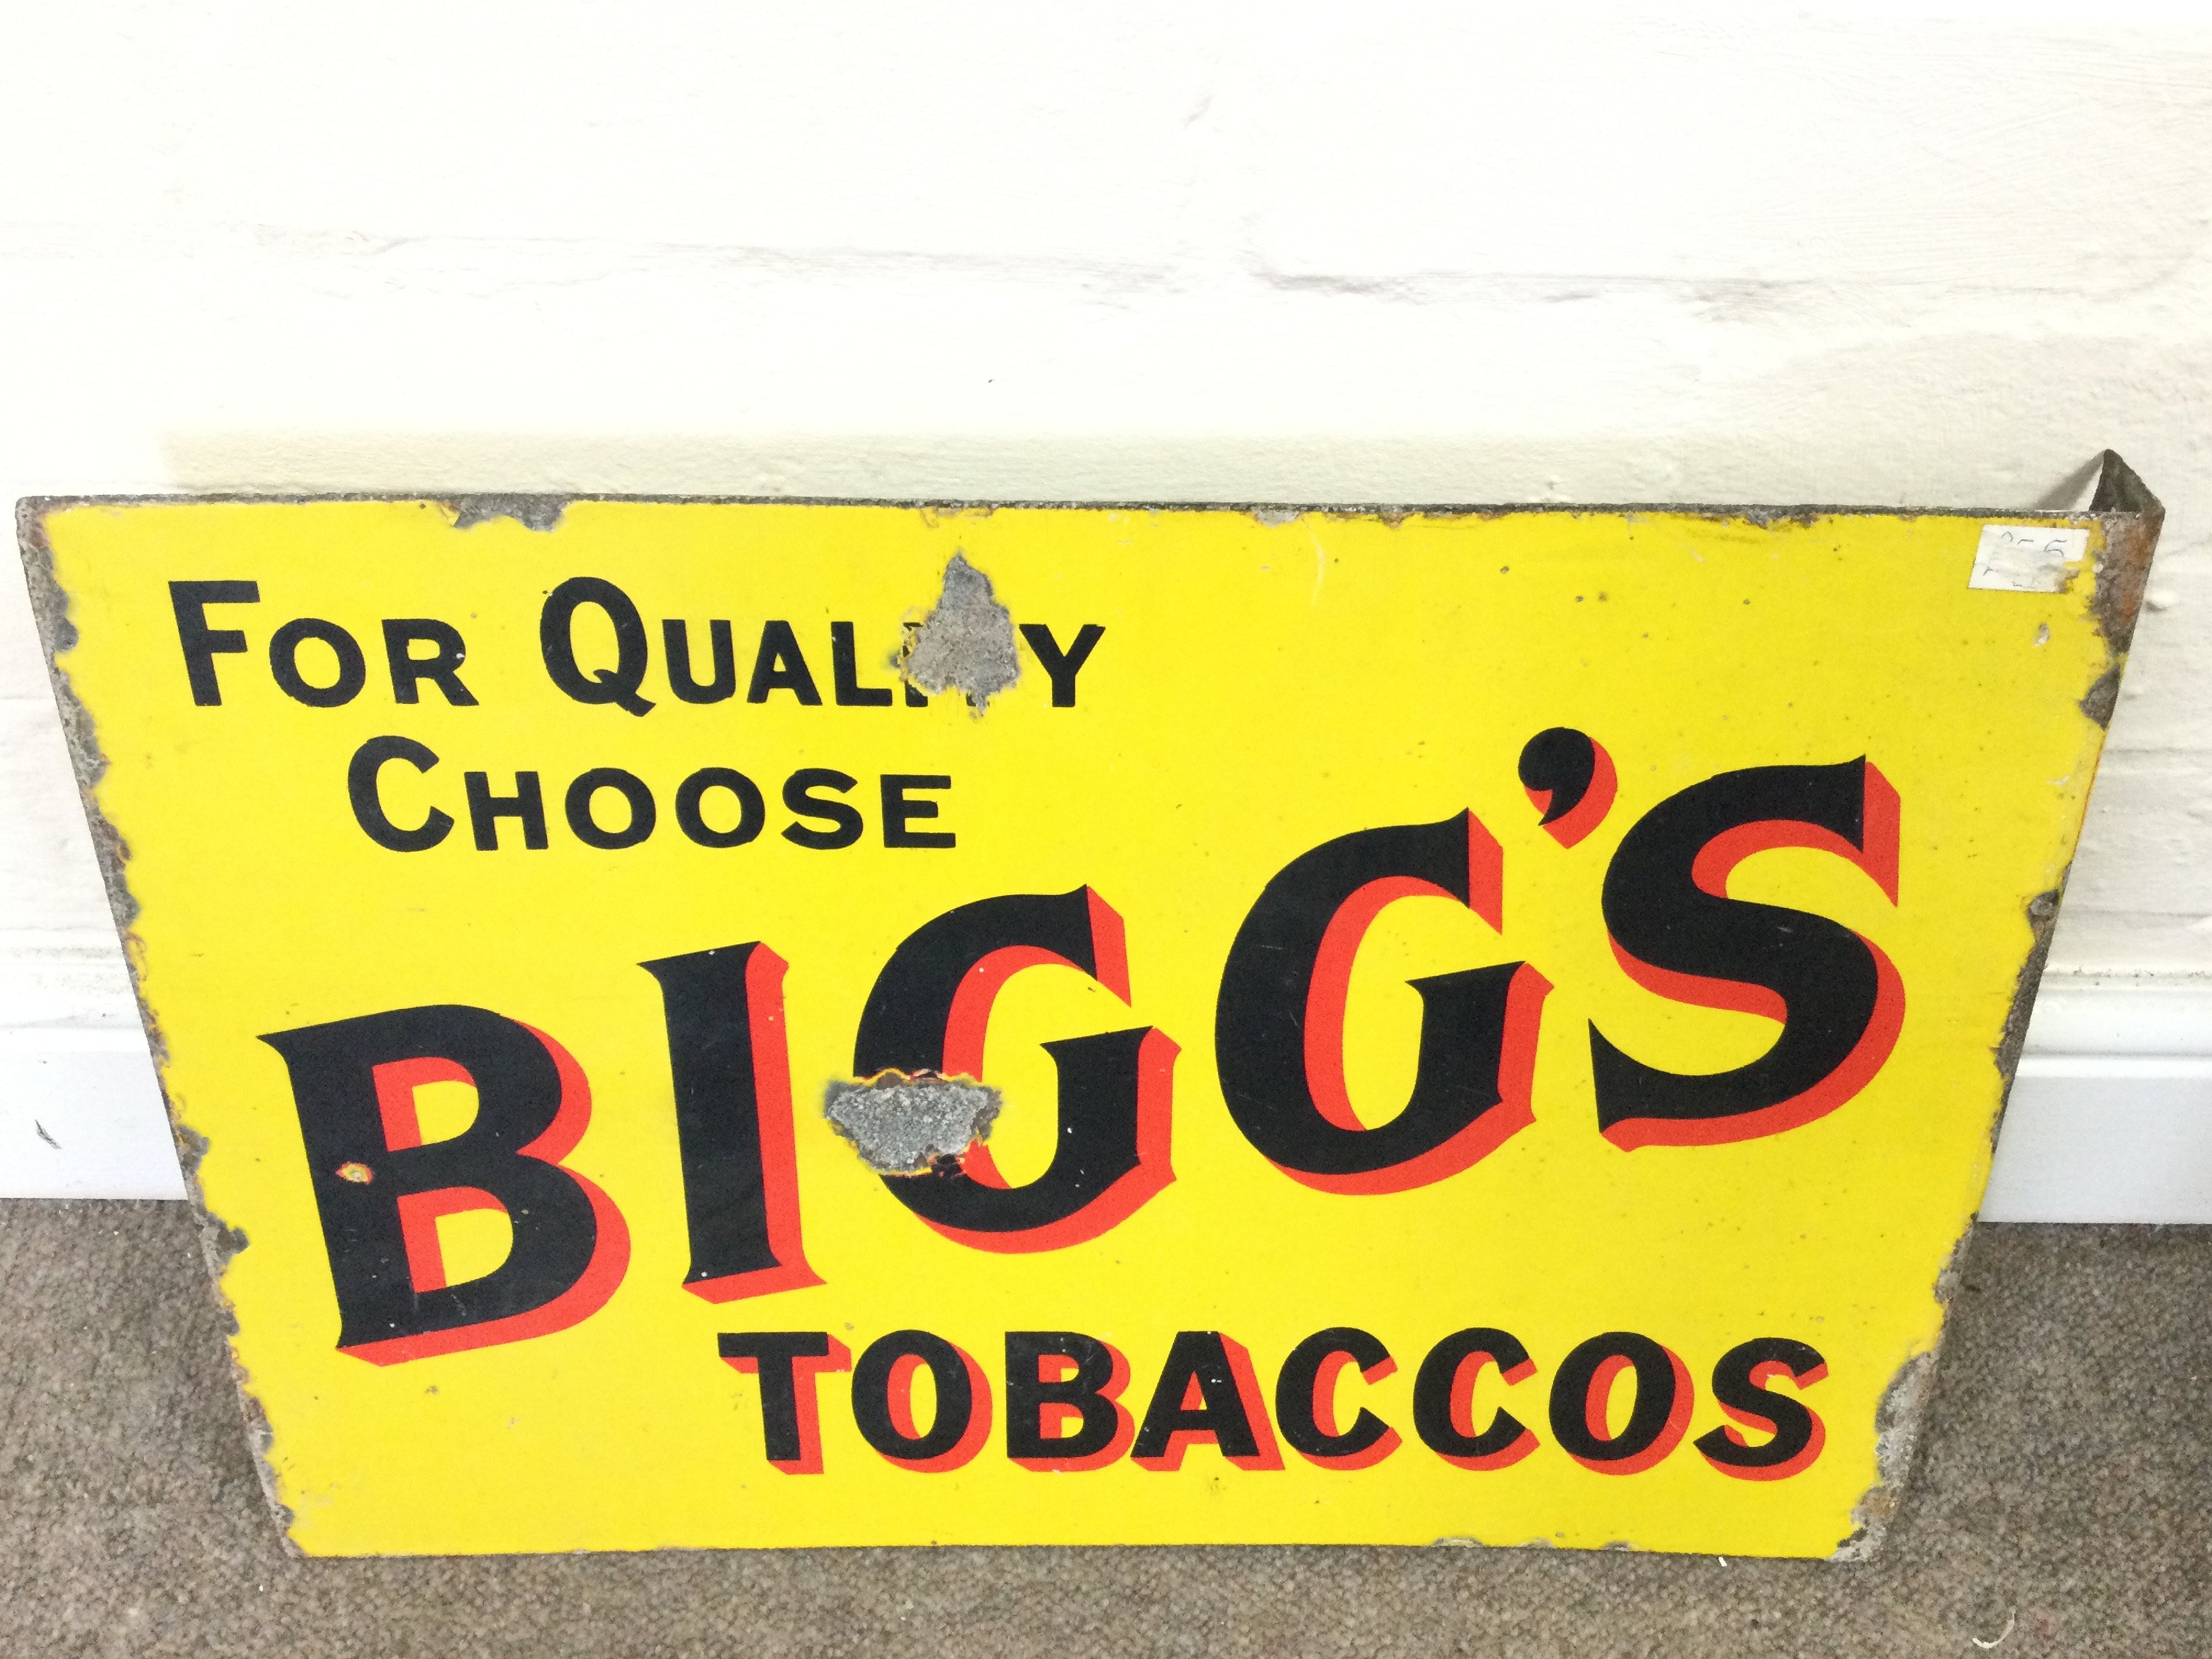 FOR QUALITY
CHOOSE
BIGG'S
TOBACCOS